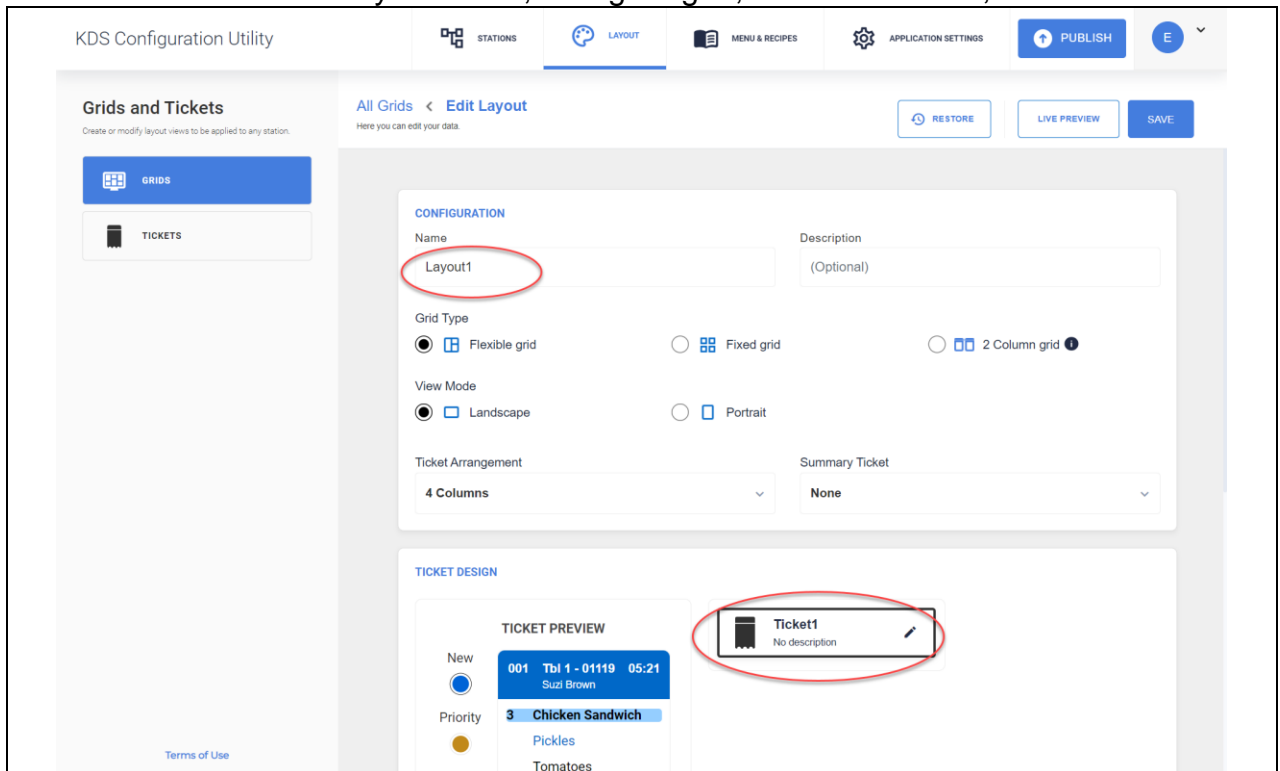 KDS Configuration Utility
STATIONS
LAYOUT
MENU & RECIPES
APPLICATION SETTINGS
PUBLISH
E
Grids and Tickets
Create or modify layout views to be applied to any station.
GRIDS
TICKETS
All Grids < Edit Layout
Here you can edit your data.
RESTORE
LIVE PREVIEW
SAVE
CONFIGURATION
Name
Description
Layout1
(Optional)
Grid Type
Flexible grid
Fixed grid
2 Column grid
View Mode
Landscape
Portrait
Ticket Arrangement
Summary Ticket
4 Columns
None
TICKET DESIGN
TICKET PREVIEW
New
Priority
001 Tbl 1 - 01119 05:21
Suzi Brown
3 Chicken Sandwich
Pickles
Tomatoes
Ticket1
No description
Terms of Use